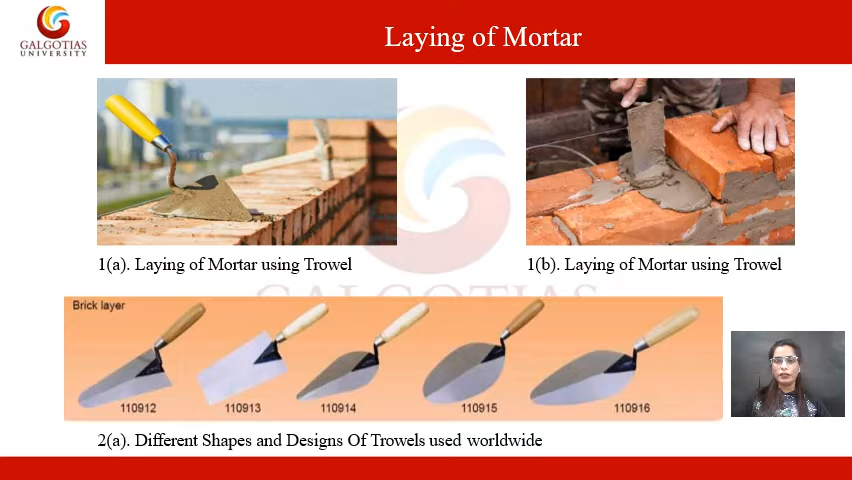 GALGOTIAS
UNIVERSITY
Laying of Mortar
1(a). Laying of Mortar using Trowel
1(b). Laying of Mortar using Trowel
GALGOTIAS
Brick layer
110912
110913
110914
110915
110916
2(a). Different Shapes and Designs Of Trowels used worldwide